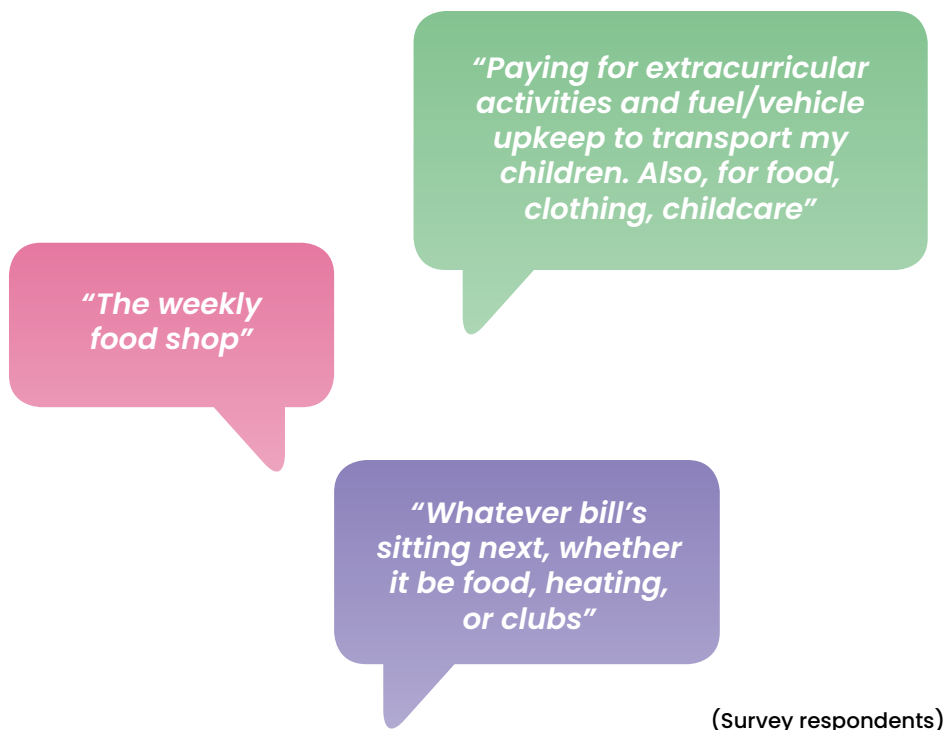 “Paying for extracurricular
activities and fuel/vehicle
upkeep to transport my
children. Also, for food,
clothing, childcare”
“The weekly
food shop”
“Whatever bill’s
sitting next, whether
it be food, heating,
or clubs”
(Survey respondents)